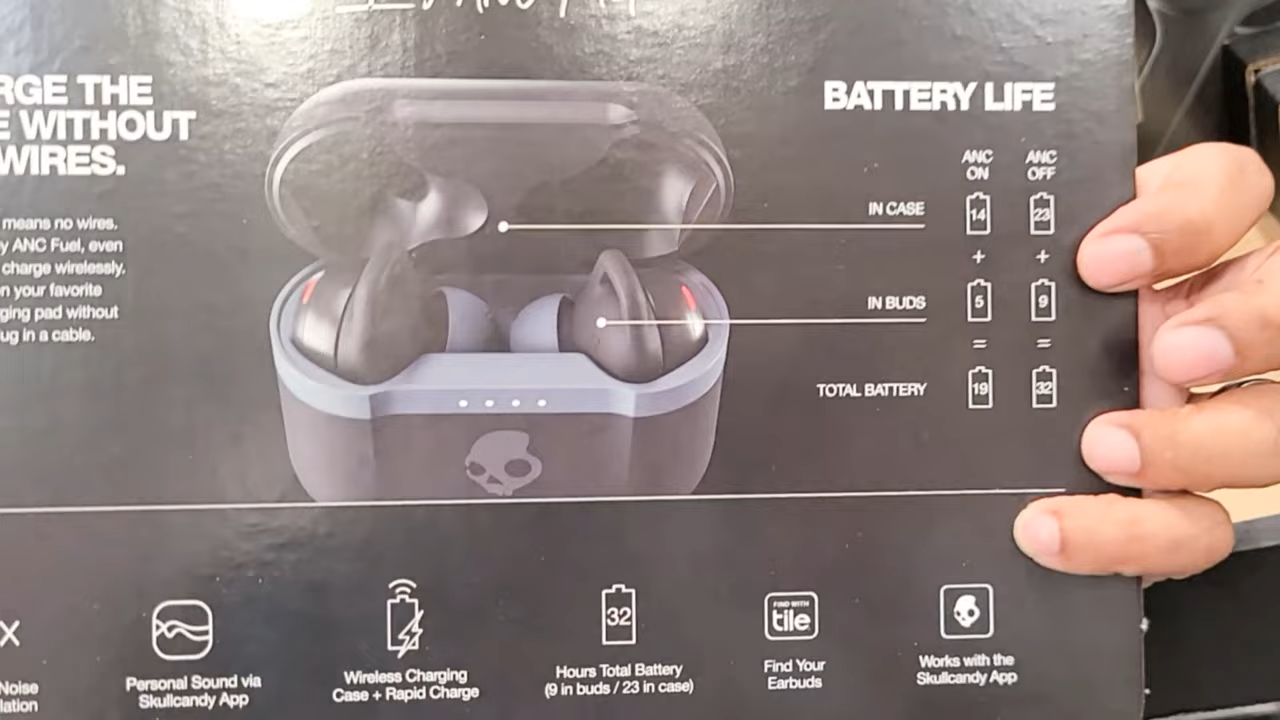 THE
WITHOUT
WIRES.
means no wires.
ANC Fuel, even
charge wirelessly.
your favorite
pad without
in a cable.
BATTERY LIFE
ANC ON
ANC OFF
IN CASE
14
23
+
+
IN BUDS
5
9
=
=
TOTAL BATTERY
19
32
X
Noise
Personal Sound via
Skullcandy App
Wireless Charging
Case + Rapid Charge
32
Hours Total Battery
(9 in buds / 23 in case)
FIND WITH
tile
Find Your
Earbuds
Works with the
Skullcandy App